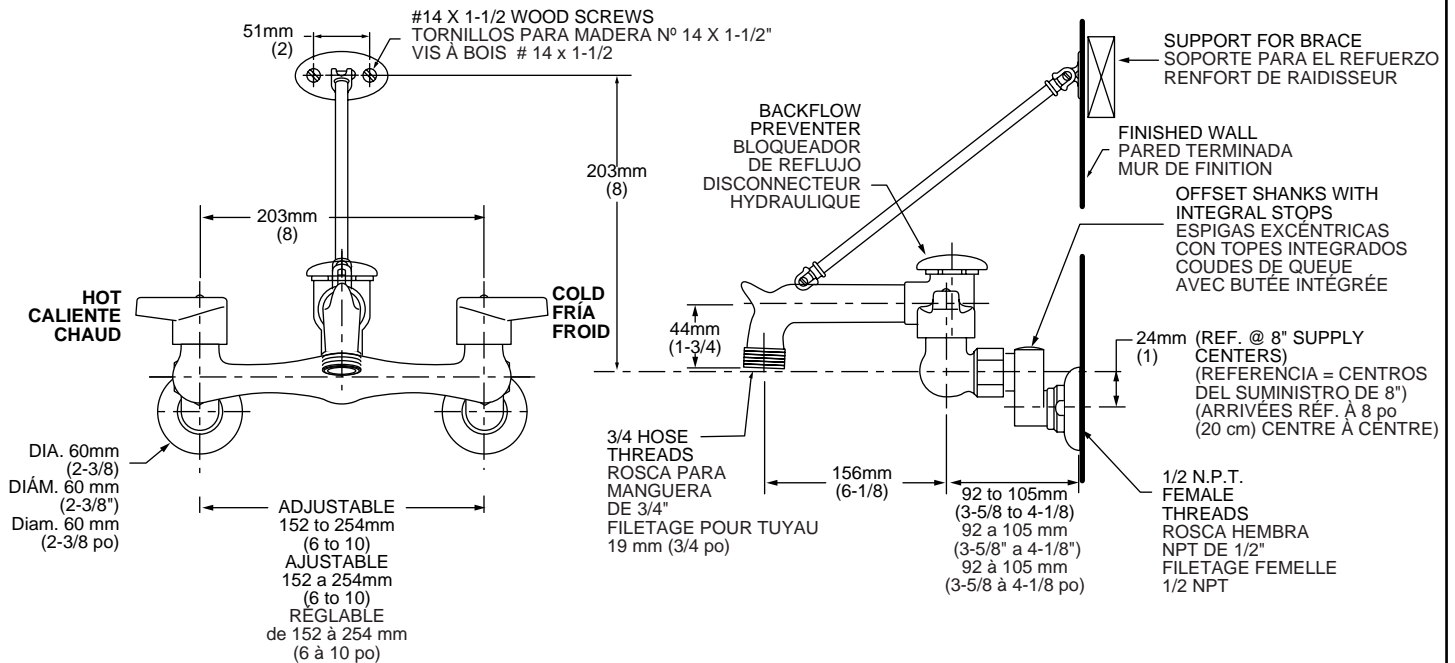 51mm
(2)
#14 X 1-1/2 WOOD SCREWS
TORNILLOS PARA MADERA Nº 14 X 1-1/2"
VIS À BOIS # 14 x 1-1/2
203mm
(8)
203mm
(8)
HOT
CALIENTE
CHAUD
COLD
FRÍA
FROID
DIA. 60mm
(2-3/8)
DIÁM. 60 mm
(2-3/8")
Diam. 60 mm
(2-3/8 po)
ADJUSTABLE
152 to 254mm
(6 to 10)
AJUSTABLE
152 a 254mm
(6 to 10)
RÉGLABLE
de 152 à 254 mm
(6 à 10 po)
BACKFLOW
PREVENTER
BLOQUEADOR
DE REFLUJO
DISCONNECTEUR
HYDRAULIQUE
SUPPORT FOR BRACE
SOPORTE PARA EL REFUERZO
RENFORT DE RAIDISSEUR
FINISHED WALL
PARED TERMINADA
MUR DE FINITION
OFFSET SHANKS WITH
INTEGRAL STOPS
ESPIGAS EXCÉNTRICAS
CON TOPES INTEGRADOS
COUDES DE QUEUE
AVEC BUTÉE INTÉGRÉE
44mm
(1-3/4)
24mm
(1)
(REF. @ 8" SUPPLY
CENTERS)
(REFERENCIA = CENTROS
DEL SUMINISTRO DE 8")
(ARRIVÉES RÉF. À 8 po
(20 cm) CENTRE À CENTRE)
3/4 HOSE
THREADS
ROSCA PARA
MANGUERA
DE 3/4"
FILETAGE POUR TUYAU
19 mm (3/4 po)
156mm
(6-1/8)
92 to 105mm
(3-5/8 to 4-1/8)
92 a 105 mm
(3-5/8" a 4-1/8")
92 à 105 mm
(3-5/8 à 4-1/8 po)
1/2 N.P.T.
FEMALE
THREADS
ROSCA HEMBRA
NPT DE 1/2"
FILETAGE FEMELLE
1/2 NPT